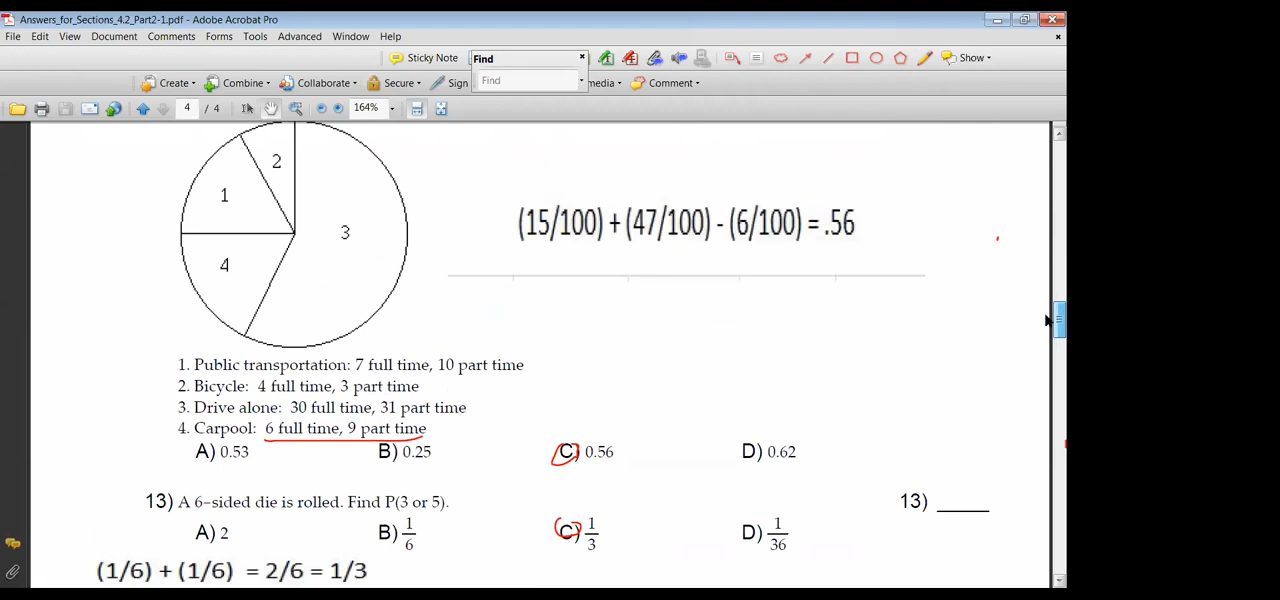 Answers_for_Sections_4.2_Part2-1.pdf - Adobe Acrobat Pro
File Edit View Document Comments Forms Tools Advanced Window Help
Sticky Note Find Show
Find
Create Combine Collaborate Secure Sign media Comment
4 / 4 164%
2
1
3
4
(15/100) + (47/100) - (6/100) = .56
1. Public transportation: 7 full time, 10 part time
2. Bicycle: 4 full time, 3 part time
3. Drive alone: 30 full time, 31 part time
4. Carpool: 6 full time, 9 part time
A) 0.53 B) 0.25 C) 0.56 D) 0.62
13) A 6-sided die is rolled. Find P(3 or 5). 13) _____
A) 2 B) 1/6 C) 1/3 D) 1/36
(1/6) + (1/6) = 2/6 = 1/3